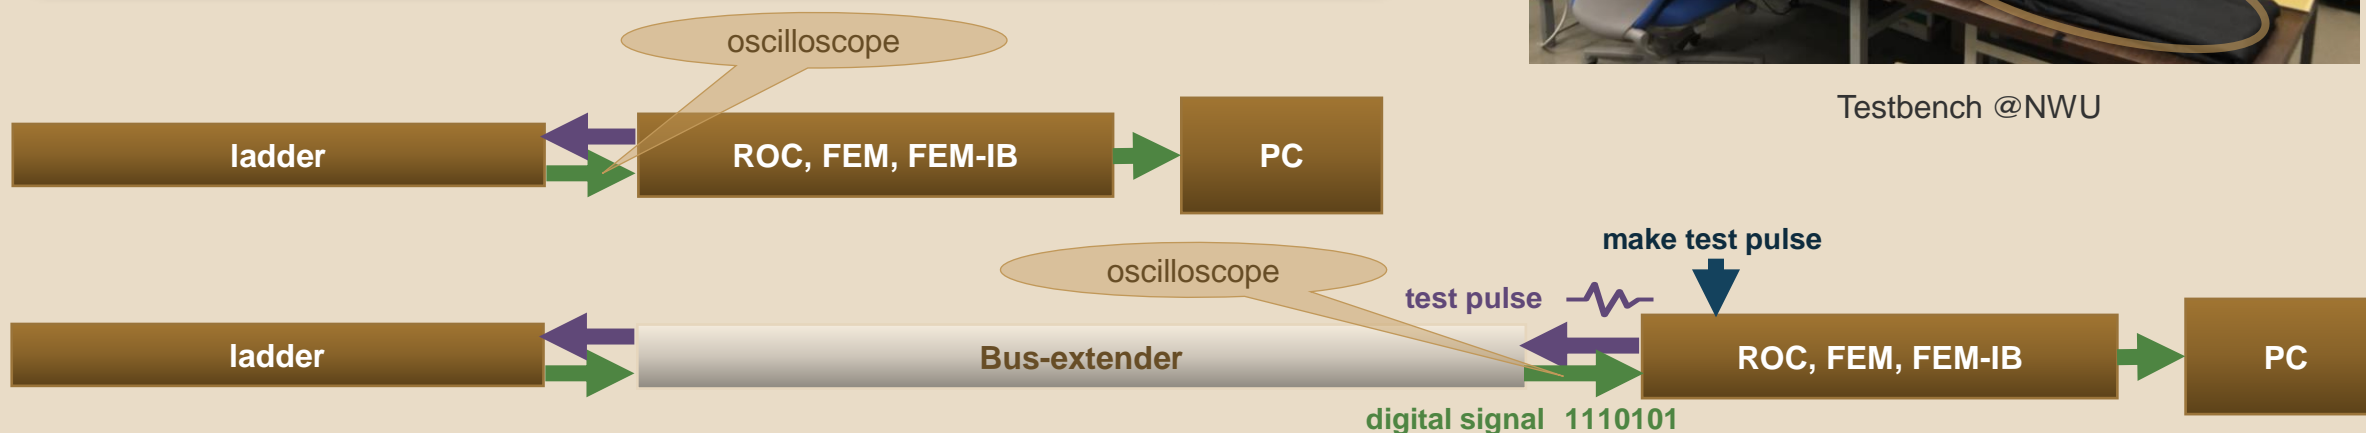 oscilloscope
Testbench @NWU
ladder
ROC, FEM, FEM-IB
PC
make test pulse
oscilloscope
test pulse
ladder
Bus-extender
ROC, FEM, FEM-IB
PC
digital signal 1110101